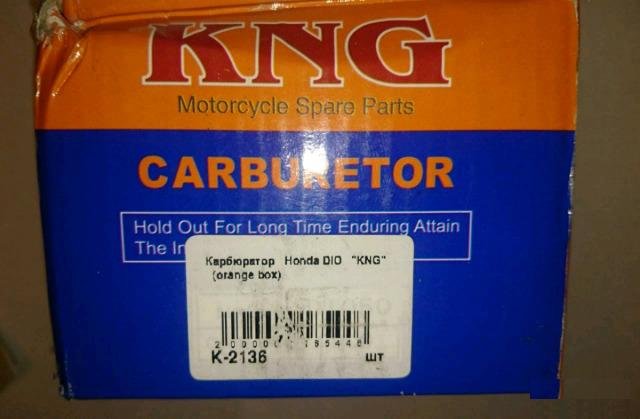 KNG
Motorcycle Spare Parts
CARBURETOR
Hold Out For Long Time Enduring Attain
The
Карбюратор Honda DIO "KNG"
(orange box)
K-2136 шт